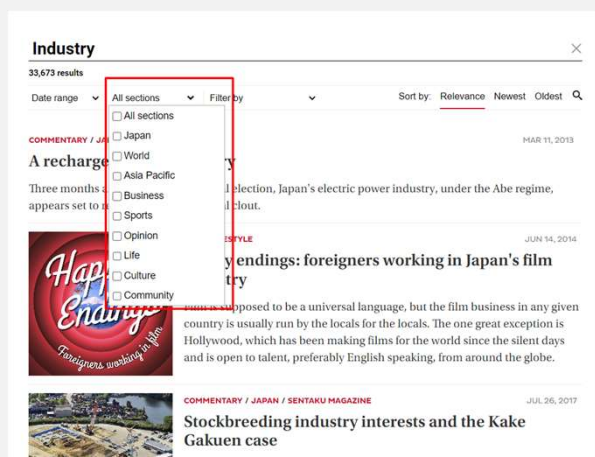 Industry
33,673 results
Date range All sections Filter by Sort by: Relevance Newest Oldest
All sections
Japan
World
Asia Pacific
Business
Sports
Opinion
Life
Culture
Community
COMMENTARY / MAR 11, 2013
A recharge
Three months election, Japan's electric power industry, under the Abe regime,
appears set to clout.
JUN 14, 2014
endings: foreigners working in Japan's film
supposed to be a universal language, but the film business in any given
country is usually run by the locals for the locals. The one great exception is
Hollywood, which has been making films for the world since the silent days
and is open to talent, preferably English speaking, from around the globe.
Endings
Foreigners working in film
COMMENTARY / JAPAN / SENTAKU MAGAZINE JUL 26, 2017
Stockbreeding industry interests and the Kake
Gakuen case